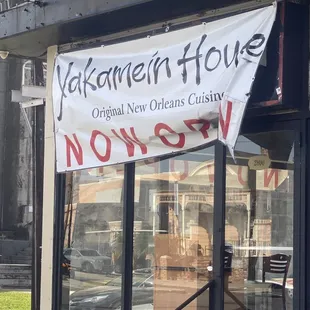 Yakamein House
Original New Orleans Cuisine
NOW OPEN